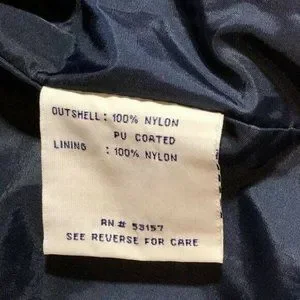 OUTSHELL : 100% NYLON
PU COATED
LINING : 100% NYLON
RN # 53157
SEE REVERSE FOR CARE